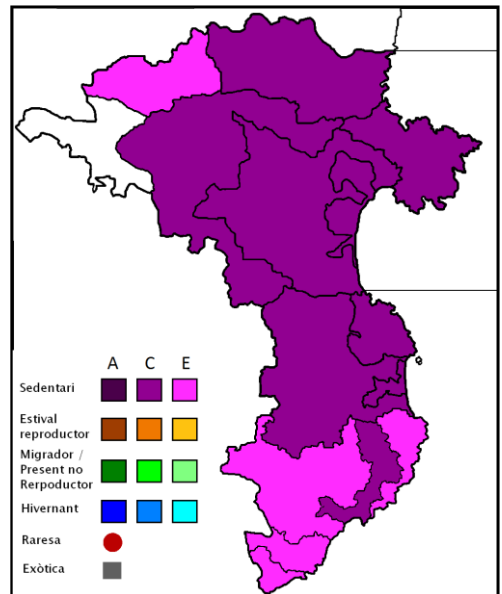 A C E
Sedentari
Estival
reproductor
Migrador /
Present no
Rerpoductor
Hivernant
Raresa
Exòtica